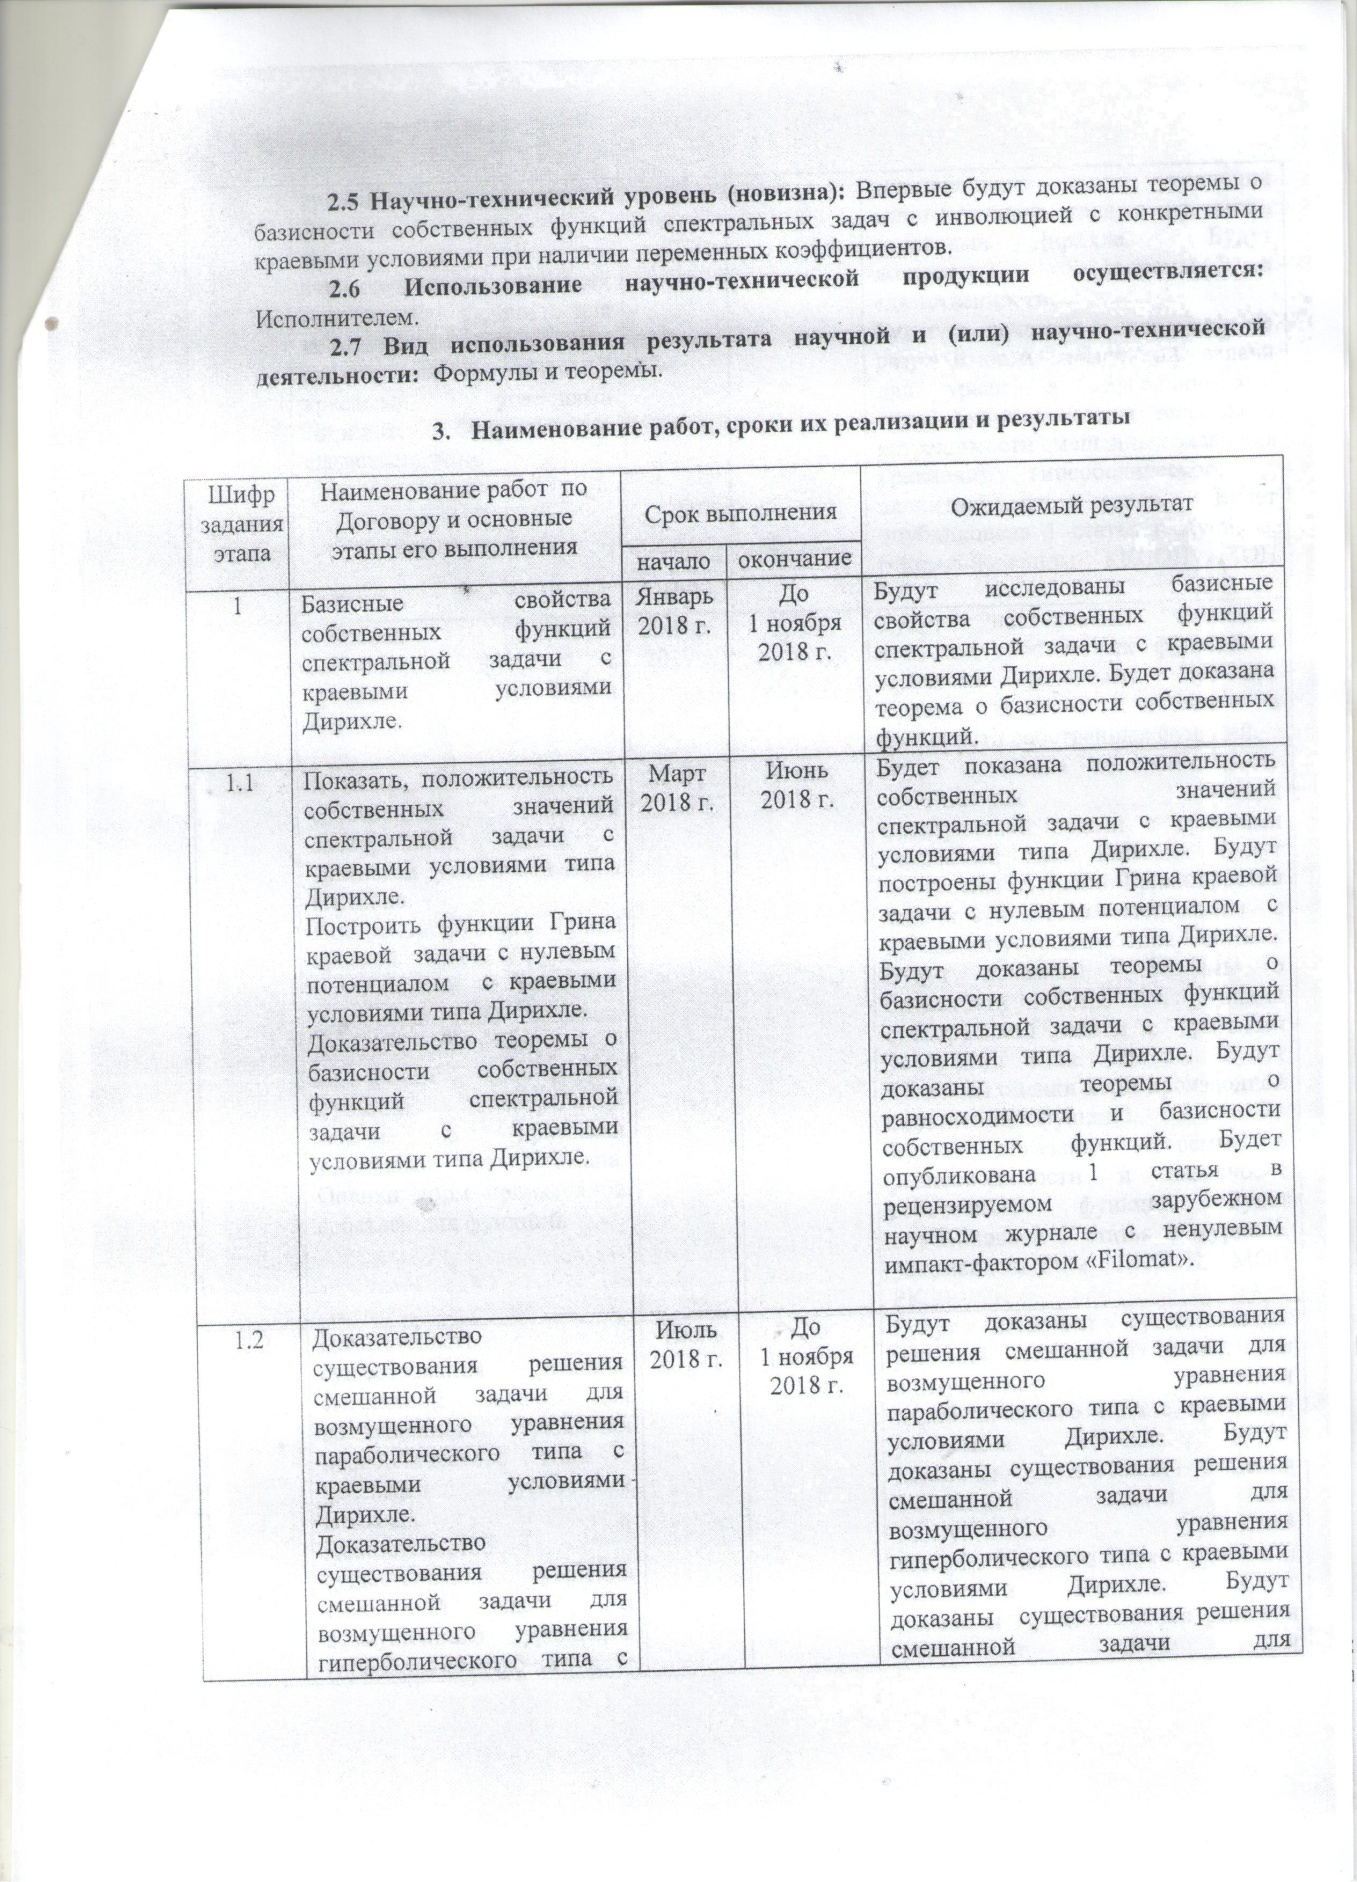 2.5 Научно-технический уровень (новизна): Впервые будут доказаны теоремы о
базисности собственных функций спектральных задач с инволюцией с конкретными
краевыми условиями при наличии переменных коэффициентов.
2.6 Использование научно-технической продукции осуществляется:
Исполнителем.
2.7 Вид использования результата научной и (или) научно-технической
деятельности: Формулы и теоремы.
3. Наименование работ, сроки их реализации и результаты
Шифр
задания
этапа
Наименование работ по
Договору и основные
этапы его выполнения
Срок выполнения
начало
окончание
Ожидаемый результат
1
Базисные свойства
собственных функций
спектральной задачи с
краевыми условиями
Дирихле.
Январь
2018 г.
До
1 ноября
2018 г.
Будут исследованы базисные
свойства собственных функций
спектральной задачи с краевыми
условиями Дирихле. Будет доказана
теорема о базисности собственных
функций.
1.1
Показать, положительность
собственных значений
спектральной задачи с
краевыми условиями типа
Дирихле.
Построить функции Грина
краевой задачи с нулевым
потенциалом с краевыми
условиями типа Дирихле.
Доказательство теоремы о
базисности собственных
функций спектральной
задачи с краевыми
условиями типа Дирихле.
Март
2018 г.
Июнь
2018 г.
Будет показана положительность
собственных значений
спектральной задачи с краевыми
условиями типа Дирихле. Будут
построены функции Грина краевой
задачи с нулевым потенциалом с
краевыми условиями типа Дирихле.
Будут доказаны теоремы о
базисности собственных функций
спектральной задачи с краевыми
условиями типа Дирихле. Будут
доказаны теоремы о
равносходимости и базисности
собственных функций. Будет
опубликована 1 статья в
рецензируемом зарубежном
научном журнале с ненулевым
импакт-фактором «Filomat».
1.2
Доказательство
существования решения
смешанной задачи для
возмущенного уравнения
параболического типа с
краевыми условиями
Дирихле.
Доказательство
существования решения
смешанной задачи для
возмущенного уравнения
гиперболического типа с
Июль
2018 г.
До
1 ноября
2018 г.
Будут доказаны существования
решения смешанной задачи для
возмущенного уравнения
параболического типа с краевыми
условиями Дирихле. Будут
доказаны существования решения
смешанной задачи для
возмущенного уравнения
гиперболического типа с краевыми
условиями Дирихле. Будут
доказаны существования решения
смешанной задачи для